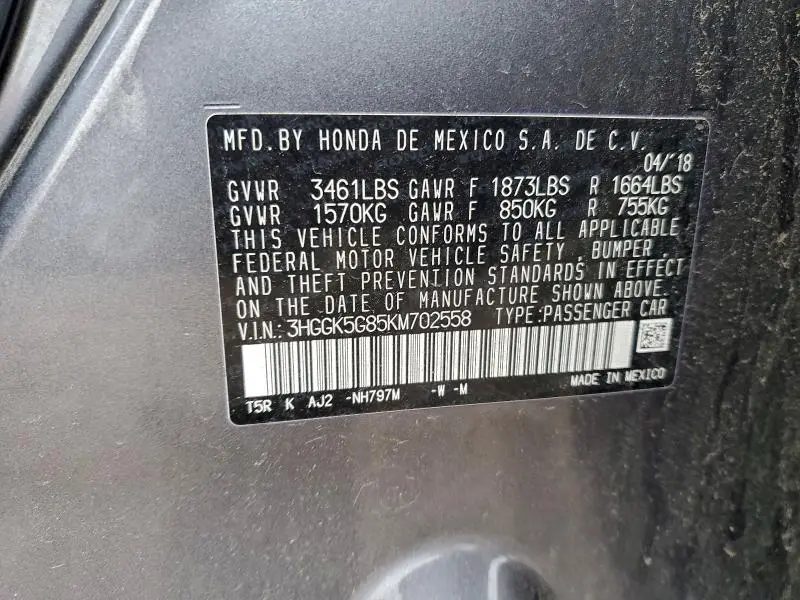 MFD.BY HONDA DE MEXICO S.A. DE C.V.
04/'18
GVWR 3461LBS GAWR F 1873LBS R 1664LBS
GVWR 1570KG GAWR F 850KG R 755KG
THIS VEHICLE CONFORMS TO ALL APPLICABLE
FEDERAL MOTOR VEHICLE SAFETY , BUMPER ,
AND THEFT PREVENTION STANDARDS IN EFFECT
ON THE DATE OF MANUFACTURE SHOWN ABOVE.
V.I.N.: 3HGGK5G85KM702558 TYPE:PASSENGER CAR
MADE IN MEXICO
T5R K AJ2 -NH797M -W -M